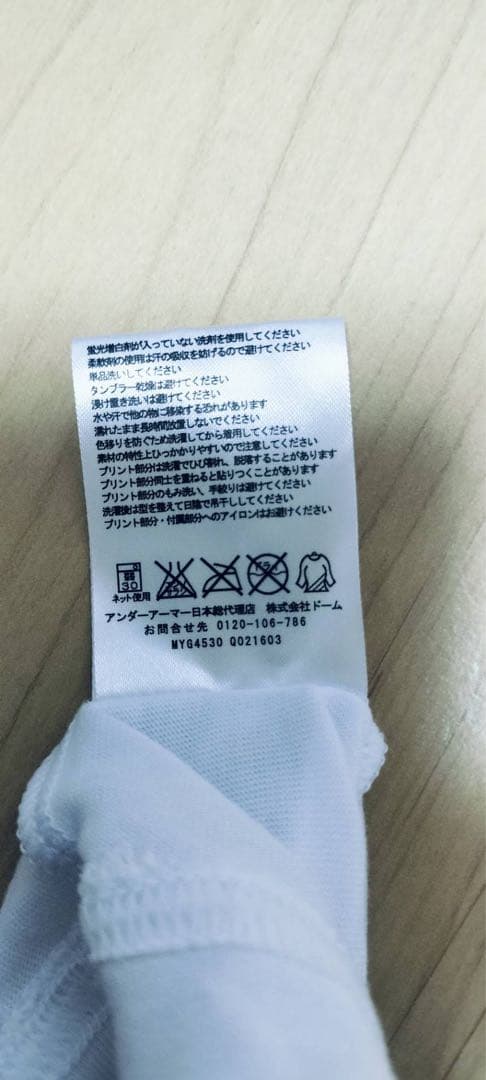 蛍光増白剤が入っていない洗剤を使用してください
柔軟剤の使用は汗の吸収を妨げるので避けてください
単品洗いしてください
タンブラー乾燥は避けてください
浸け置き洗いは避けてください
水や汗で他の物に移染する恐れがあります
濡れたまま長時間放置しないでください
色移りを防ぐため洗濯してから着用してください
素材の特性上ひっかかりやすいので注意してください
プリント部分は洗濯でひび割れ、脱落することがあります
プリント部分同士を重ねると貼りつくことがあります
プリント部分のもみ洗い、手絞りは避けてください
洗濯後は型を整えて日陰で吊干ししてください
プリント部分・付属部分へのアイロンはお避けください
30
ネット使用
アンダーアーマー日本総代理店 株式会社ドーム
お問合せ先 0120-106-786
MYG4530 Q021603